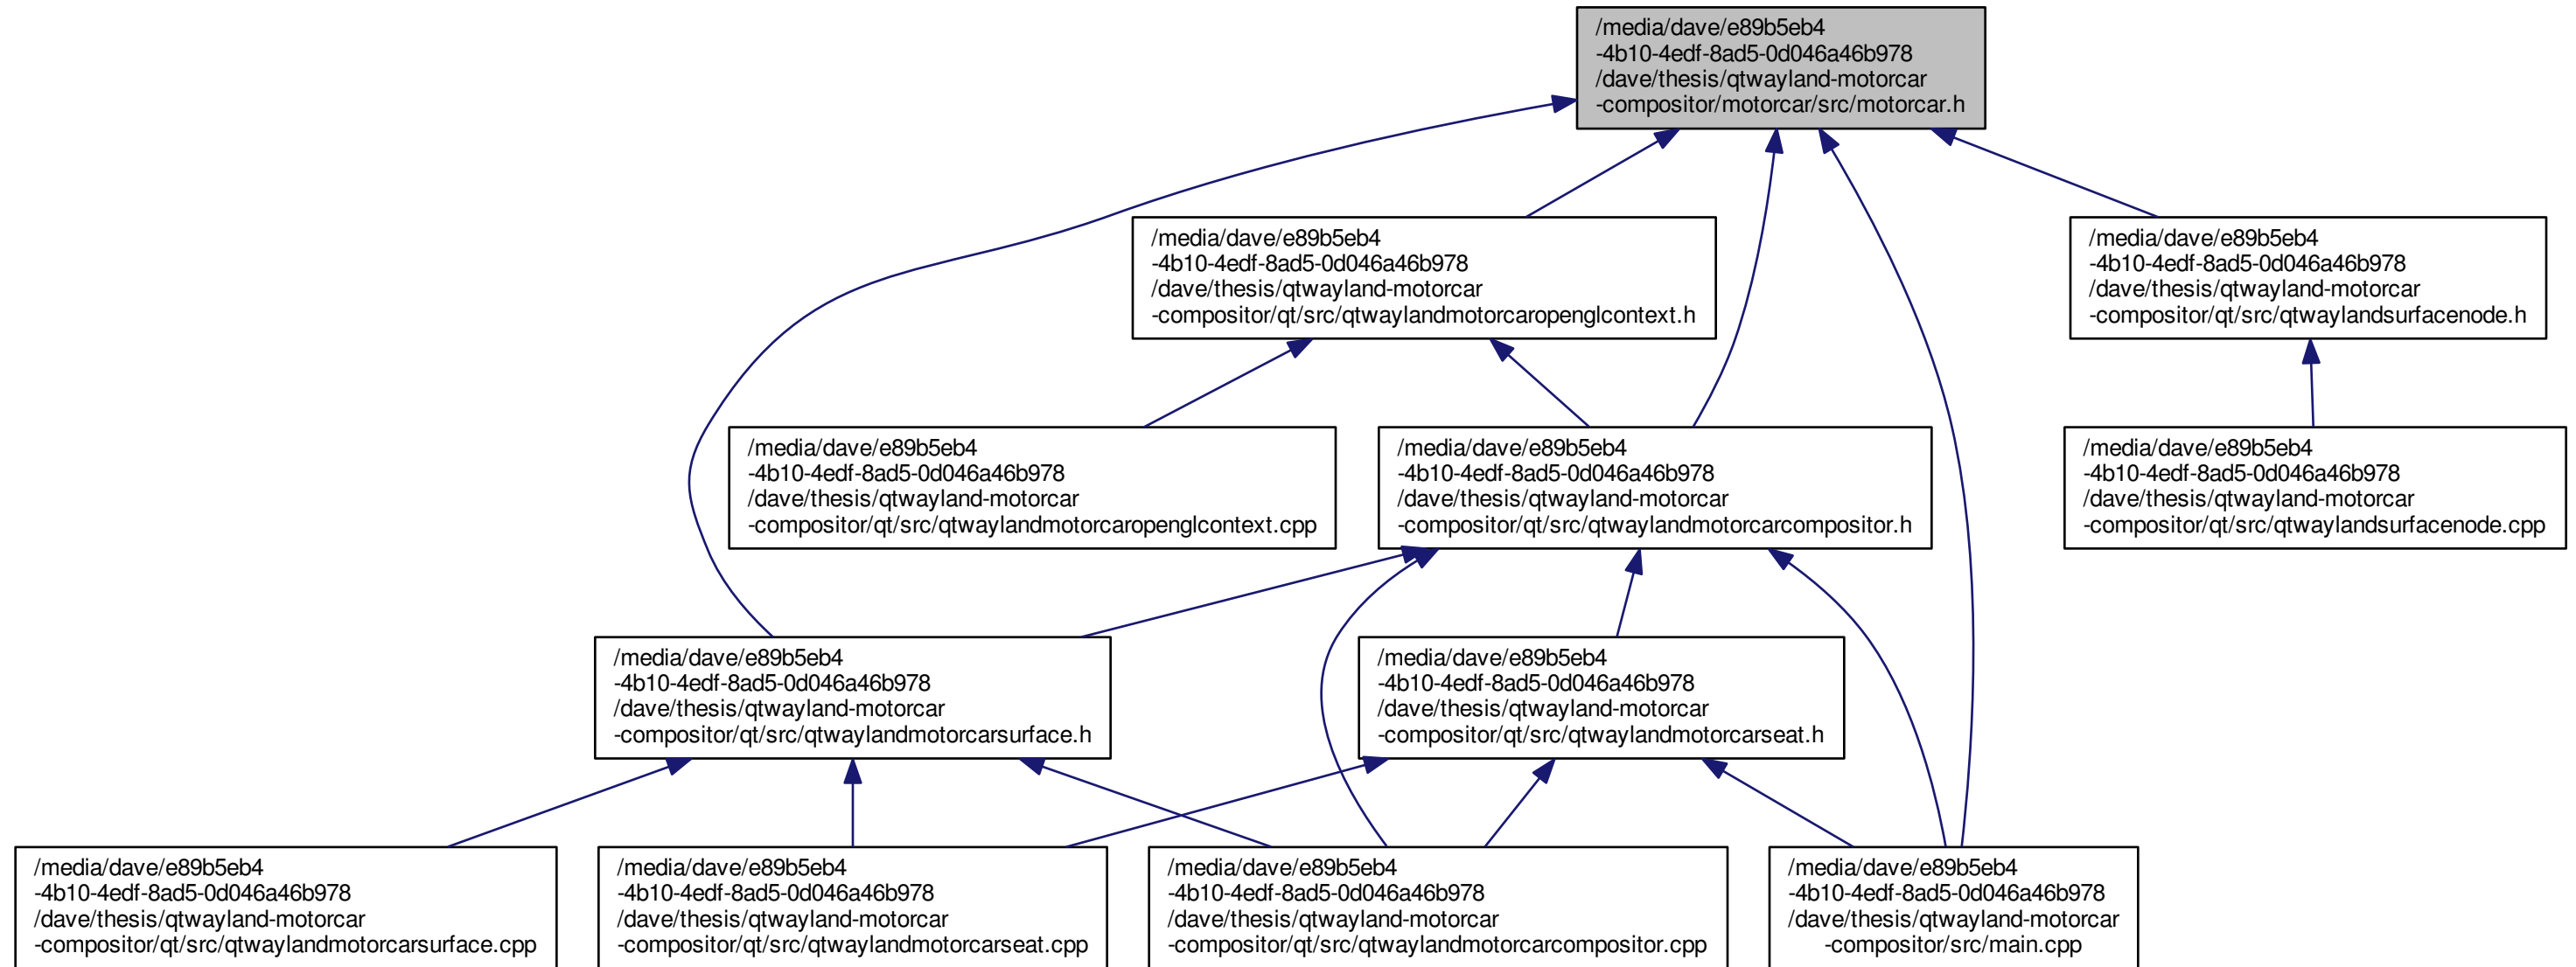 /media/dave/e89b5eb4
-4b10-4edf-8ad5-0d046a46b978
/dave/thesis/qtwayland-motorcar
-compositor/motorcar/src/motorcar.h
/media/dave/e89b5eb4
-4b10-4edf-8ad5-0d046a46b978
/dave/thesis/qtwayland-motorcar
-compositor/qt/src/qtwaylandmotorcaropenglcontext.h
/media/dave/e89b5eb4
-4b10-4edf-8ad5-0d046a46b978
/dave/thesis/qtwayland-motorcar
-compositor/qt/src/qtwaylandsurfacenode.h
/media/dave/e89b5eb4
-4b10-4edf-8ad5-0d046a46b978
/dave/thesis/qtwayland-motorcar
-compositor/qt/src/qtwaylandmotorcaropenglcontext.cpp
/media/dave/e89b5eb4
-4b10-4edf-8ad5-0d046a46b978
/dave/thesis/qtwayland-motorcar
-compositor/qt/src/qtwaylandmotorcarcompositor.h
/media/dave/e89b5eb4
-4b10-4edf-8ad5-0d046a46b978
/dave/thesis/qtwayland-motorcar
-compositor/qt/src/qtwaylandsurfacenode.cpp
/media/dave/e89b5eb4
-4b10-4edf-8ad5-0d046a46b978
/dave/thesis/qtwayland-motorcar
-compositor/qt/src/qtwaylandmotorcarsurface.h
/media/dave/e89b5eb4
-4b10-4edf-8ad5-0d046a46b978
/dave/thesis/qtwayland-motorcar
-compositor/qt/src/qtwaylandmotorcarseat.h
/media/dave/e89b5eb4
-4b10-4edf-8ad5-0d046a46b978
/dave/thesis/qtwayland-motorcar
-compositor/qt/src/qtwaylandmotorcarsurface.cpp
/media/dave/e89b5eb4
-4b10-4edf-8ad5-0d046a46b978
/dave/thesis/qtwayland-motorcar
-compositor/qt/src/qtwaylandmotorcarseat.cpp
/media/dave/e89b5eb4
-4b10-4edf-8ad5-0d046a46b978
/dave/thesis/qtwayland-motorcar
-compositor/qt/src/qtwaylandmotorcarcompositor.cpp
/media/dave/e89b5eb4
-4b10-4edf-8ad5-0d046a46b978
/dave/thesis/qtwayland-motorcar
-compositor/src/main.cpp